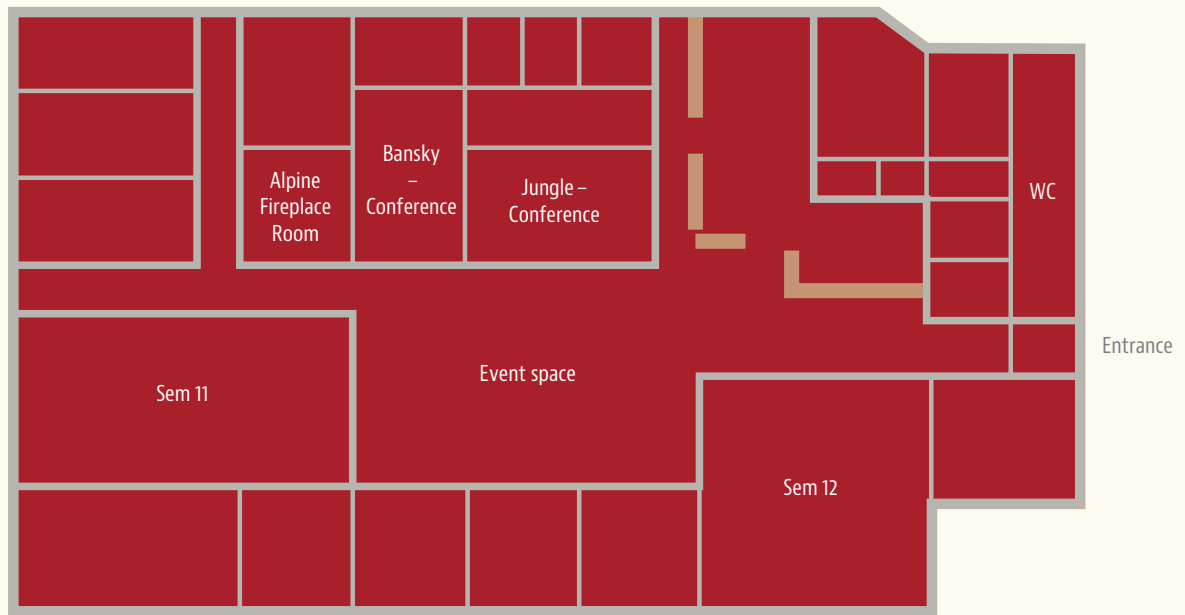 Alpine
Fireplace
Room
Bansky
–
Conference
Jungle –
Conference
WC
Entrance
Sem 11
Event space
Sem 12